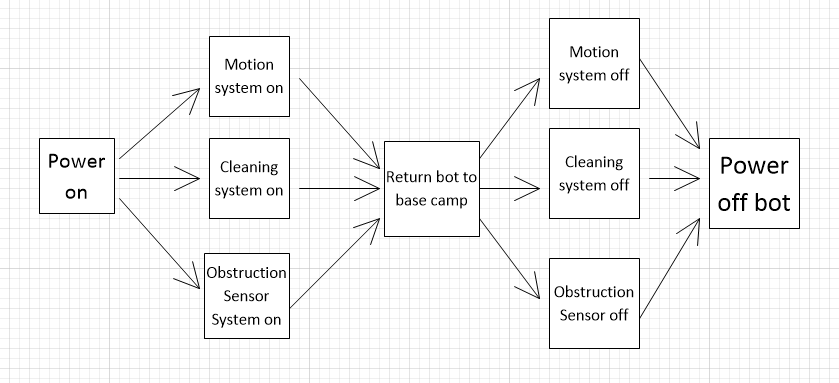 Power
on
Motion
system on
Cleaning
system on
Obstruction
Sensor
System on
Return bot to
base camp
Motion
system off
Cleaning
system off
Obstruction
Sensor off
Power
off bot